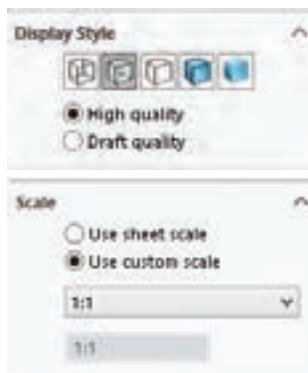 Display Style
High quality
Draft quality
Scale
Use sheet scale
Use custom scale
1:1
1:1